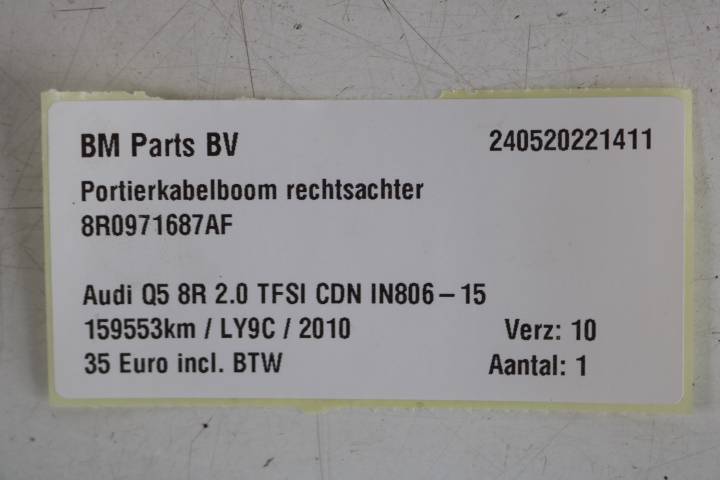 BM Parts BV 240520221411
Portierkabelboom rechtsachter
8R0971687AF
Audi Q5 8R 2.0 TFSI CDN IN806-15
159553km / LY9C / 2010 Verz: 10
35 Euro incl. BTW Aantal: 1